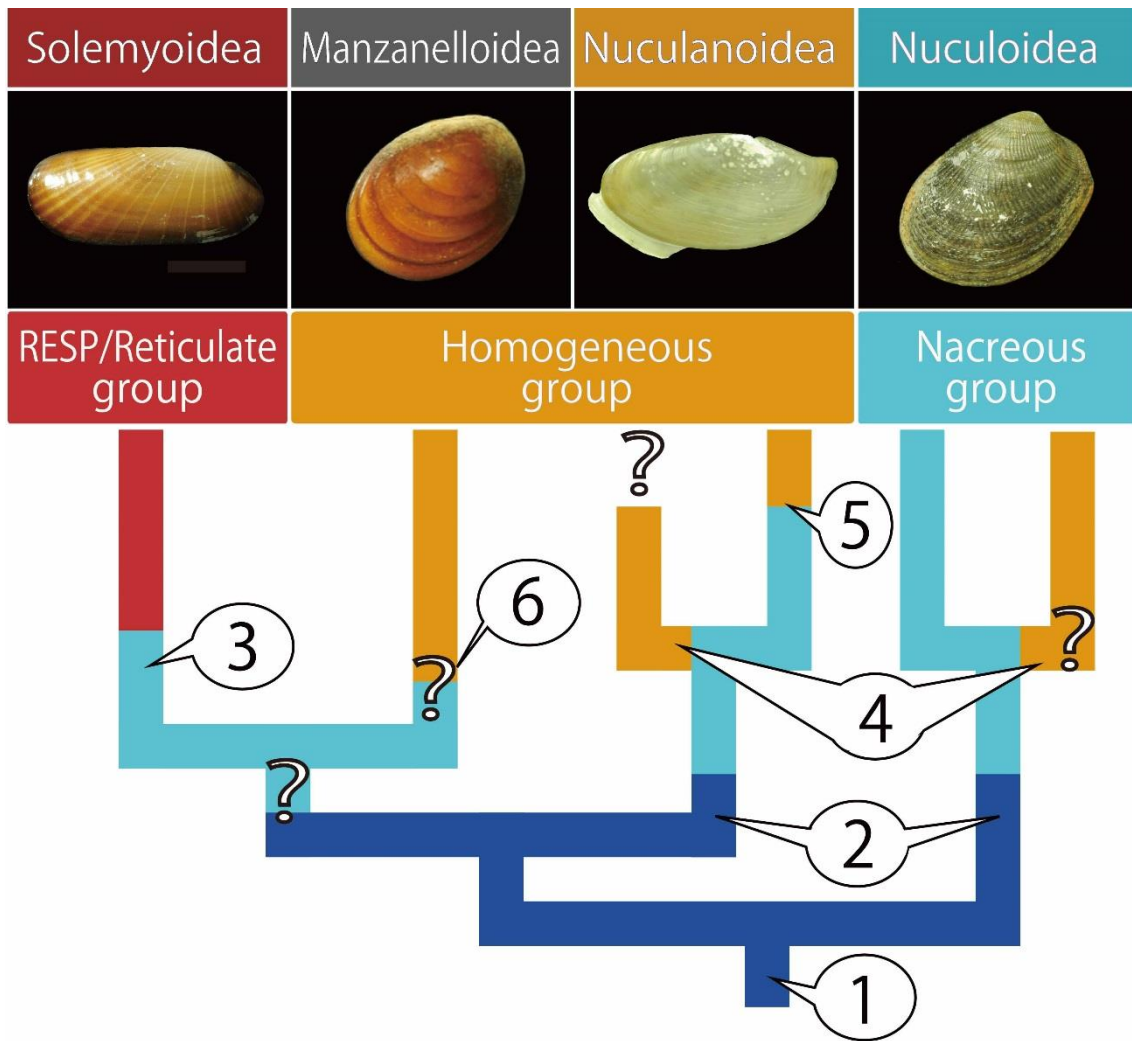 Solemyoidea
Manzanelloidea
Nuculanoidea
Nuculoidea
RESP/Reticulate
group
Homogeneous
group
Nacreous
group
?
5
6
3
?
?
4
?
2
1